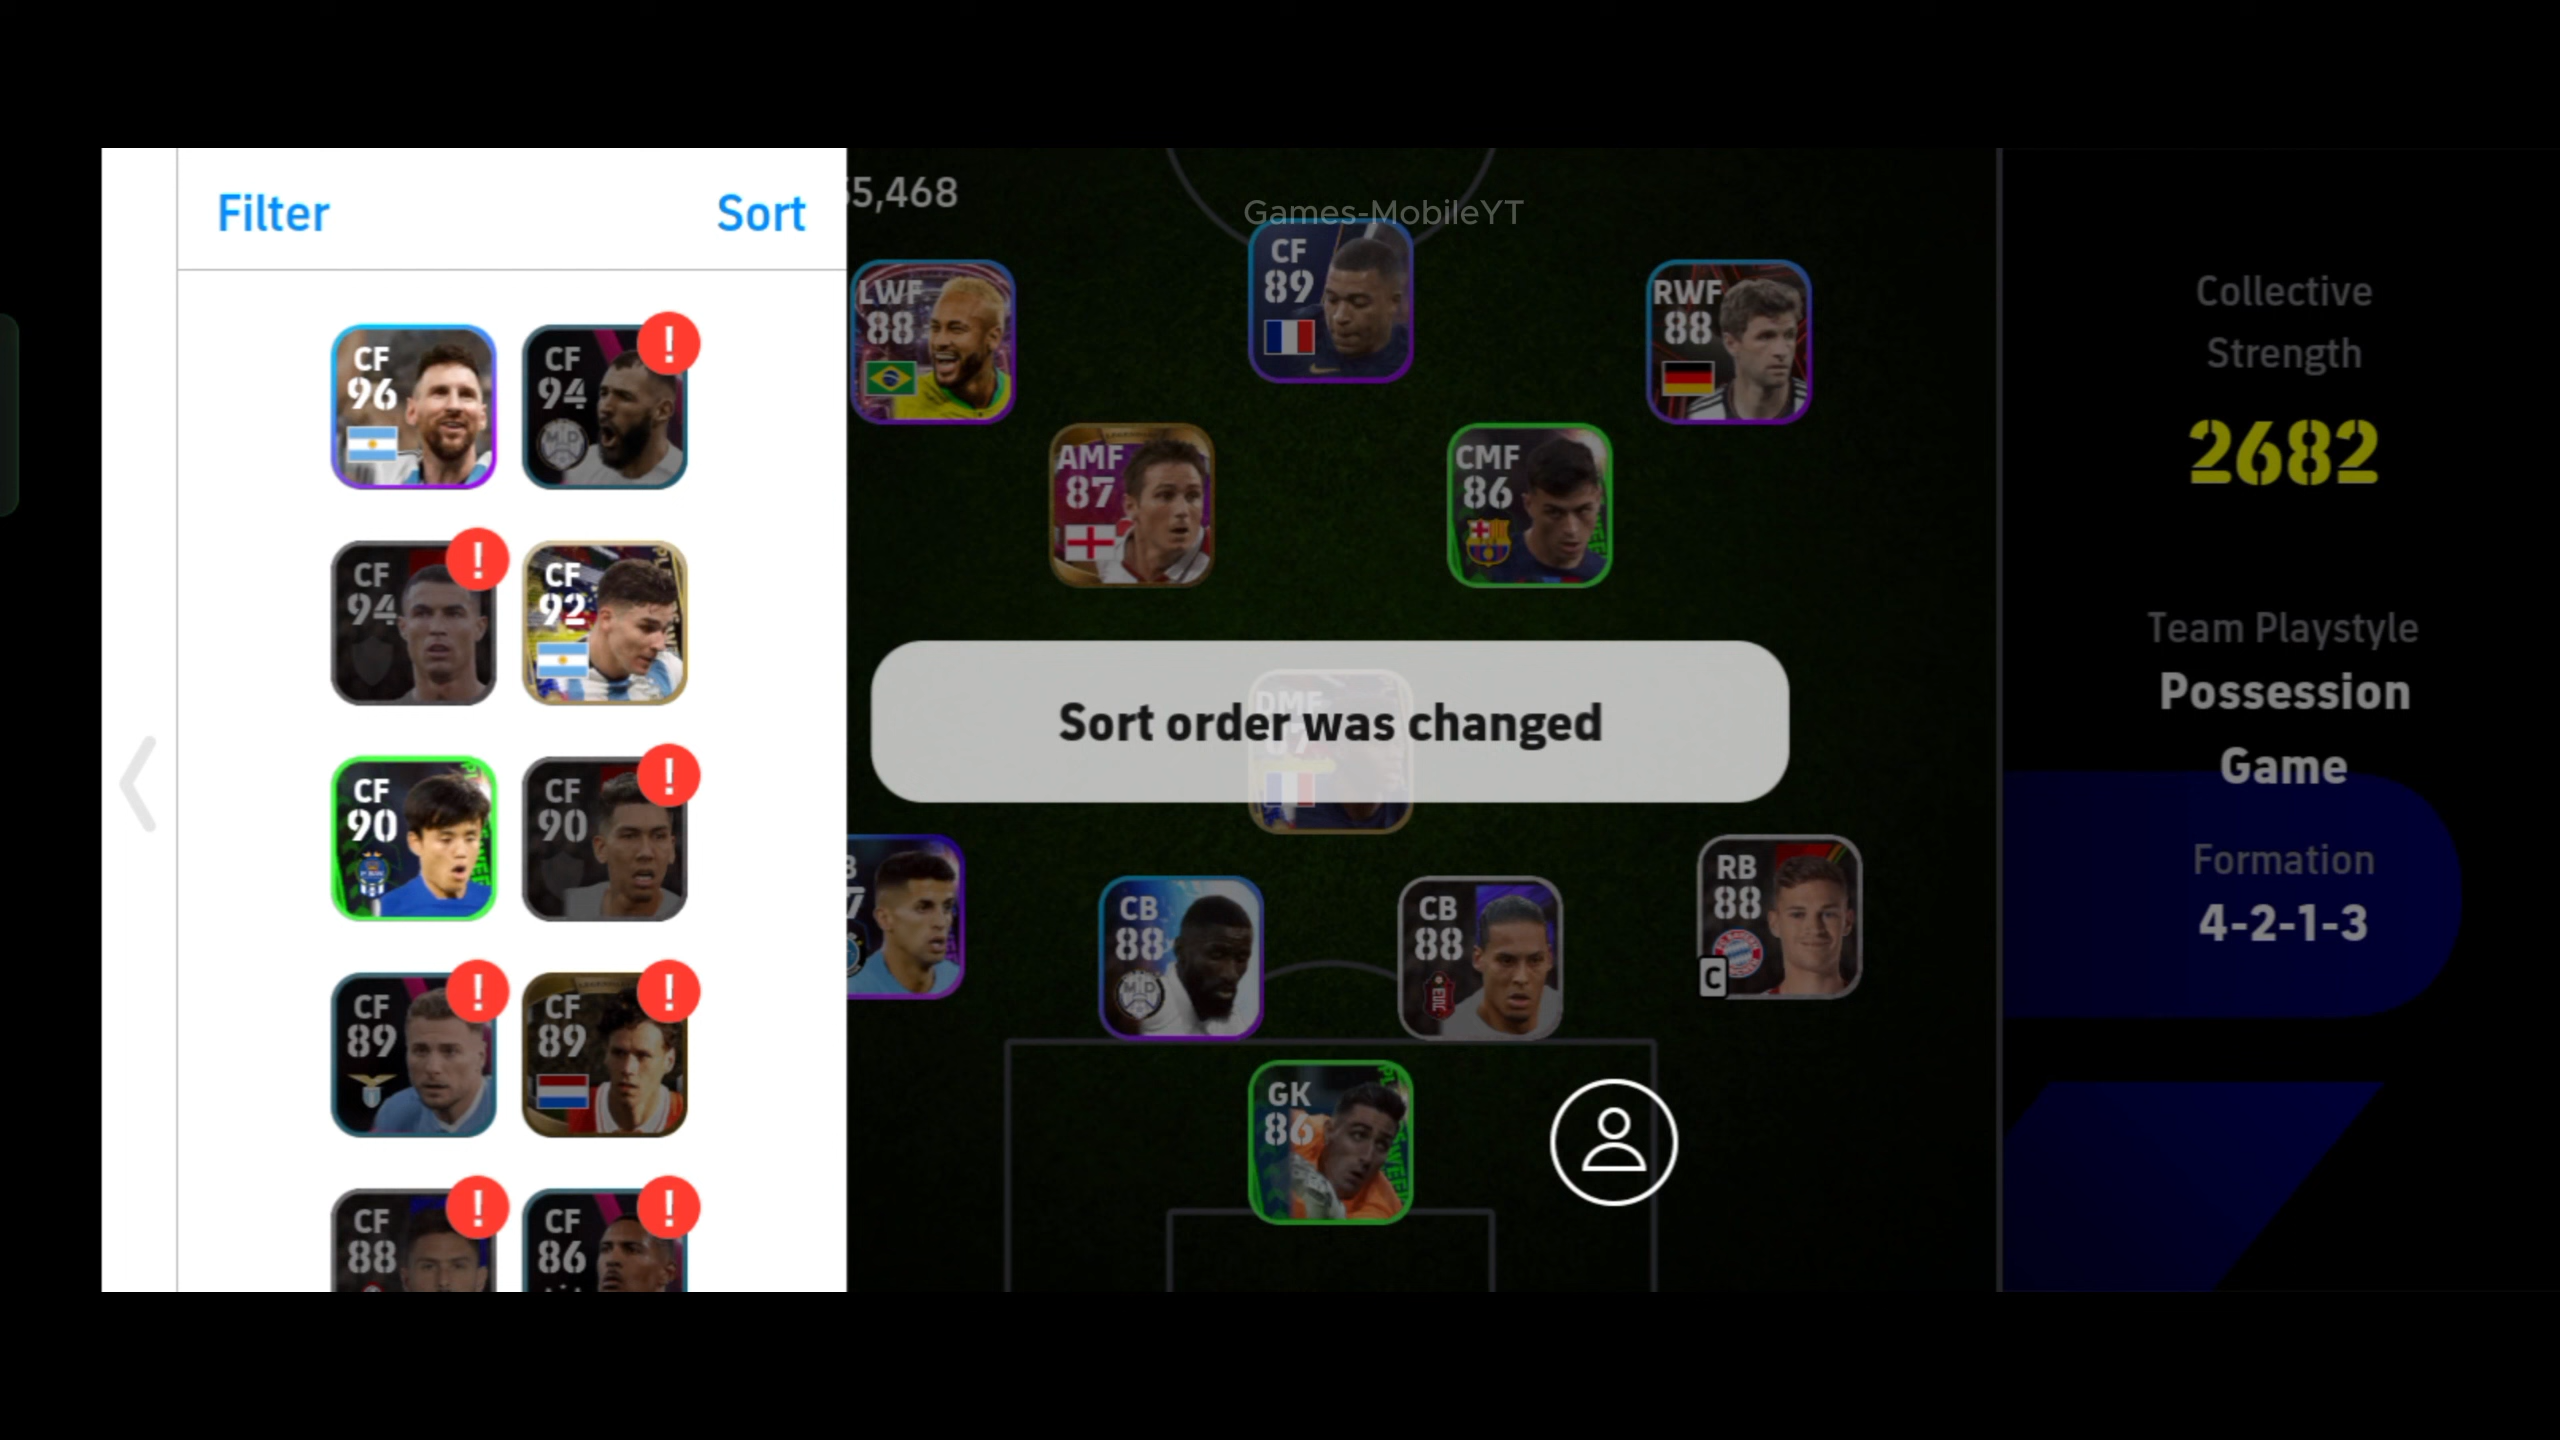 Filter
Sort
5,468
Games-MobileYT
CF
96
CF
94
CF
94
CF
92
CF
90
CF
90
CF
89
CF
89
CF
88
CF
86
LWF
88
CF
89
RWF
88
AMF
87
CMF
86
DMF
Sort order was changed
CB
88
CB
88
RB
88
C
GK
86
Collective
Strength
2682
Team Playstyle
Possession
Game
Formation
4-2-1-3